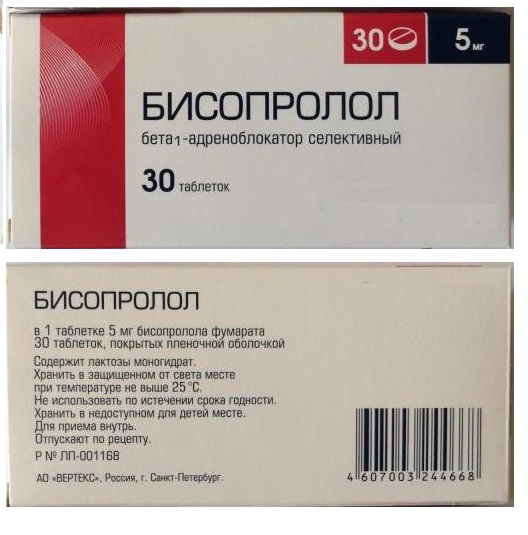 30
5 мг
БИСОПРОЛОЛ
бета1-адреноблокатор селективный
30 таблеток
БИСОПРОЛОЛ
в 1 таблетке 5 мг бисопролола фумарата
30 таблеток, покрытых пленочной оболочкой
Содержит лактозы моногидрат.
Хранить в защищенном от света месте
при температуре не выше 25 °С.
Не использовать по истечении срока годности.
Хранить в недоступном для детей месте.
Для приема внутрь.
Отпускают по рецепту.
Р № ЛП-001168
АО «ВЕРТЕКС», Россия, г. Санкт-Петербург.
4 607003 244668